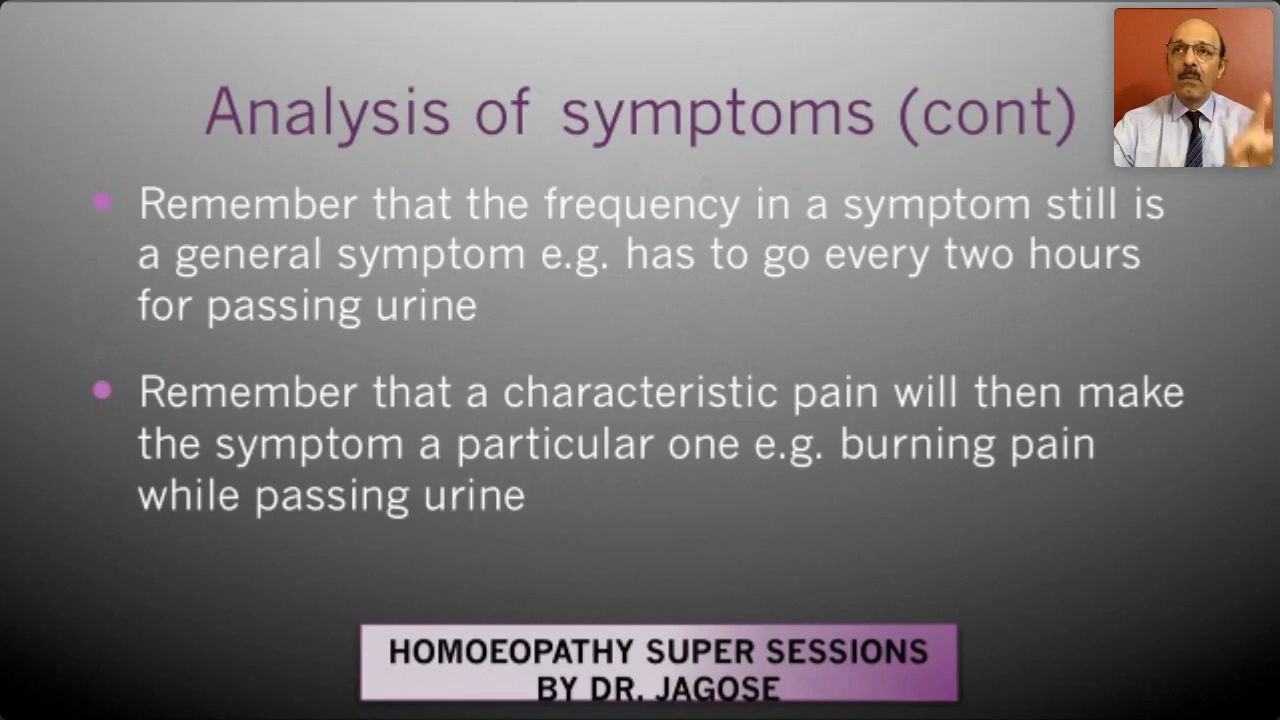 Analysis of symptoms (cont)
Remember that the frequency in a symptom still is
a general symptom e.g. has to go every two hours
for passing urine
Remember that a characteristic pain will then make
the symptom a particular one e.g. burning pain
while passing urine
HOMOEOPATHY SUPER SESSIONS
BY DR. JAGOSE